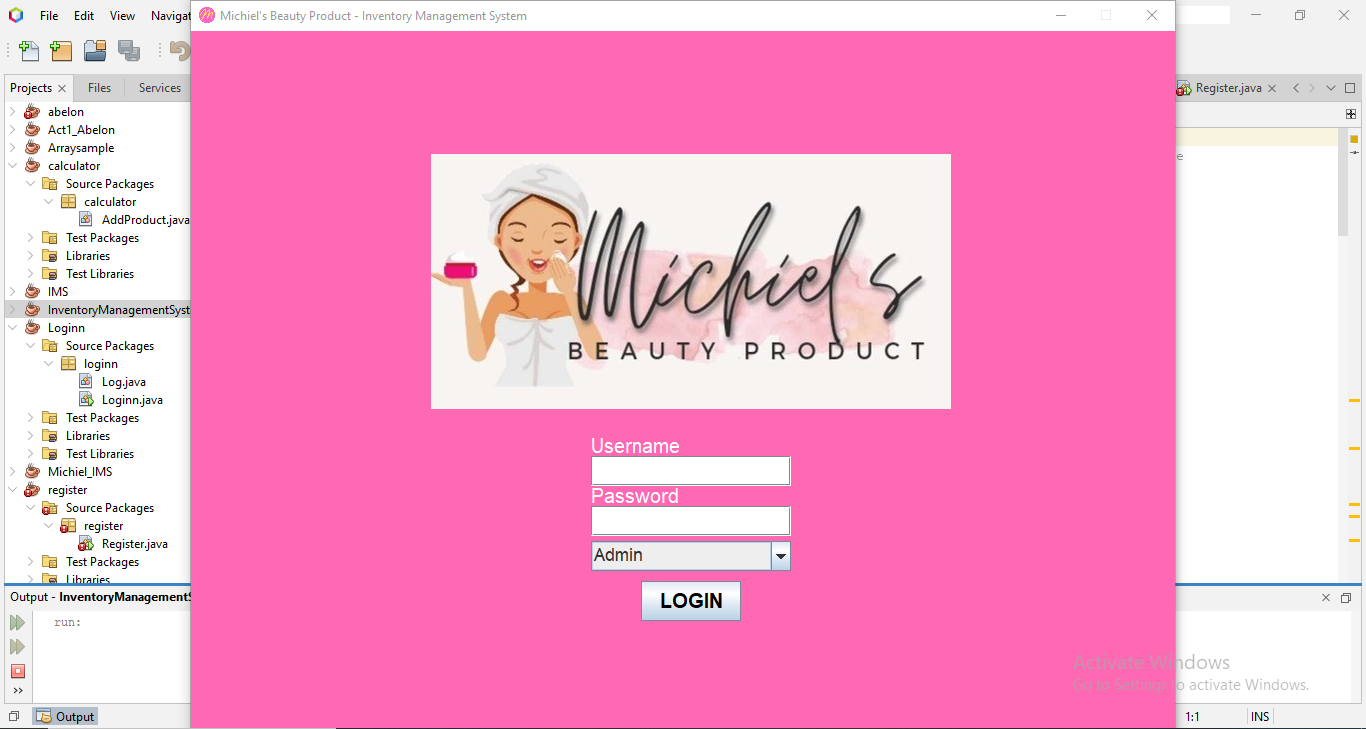 File Edit View Navigat
Michiel's Beauty Product - Inventory Management System
Projects
Files
Services
Register.java
abelon
Act1_Abelon
Arraysample
calculator
Source Packages
calculator
AddProduct.java
Test Packages
Libraries
Test Libraries
IMS
InventoryManagementSyst
Loginn
Source Packages
loginn
Log.java
Loginn.java
Test Packages
Libraries
Test Libraries
Michiel_IMS
register
Source Packages
register
Register.java
Test Packages
Libraries
Michiel's
BEAUTY PRODUCT
Username
Password
Admin
LOGIN
Output - InventoryManagementS
run:
Activate Windows
Go to Settings to activate Windows.
Output
1:1
INS